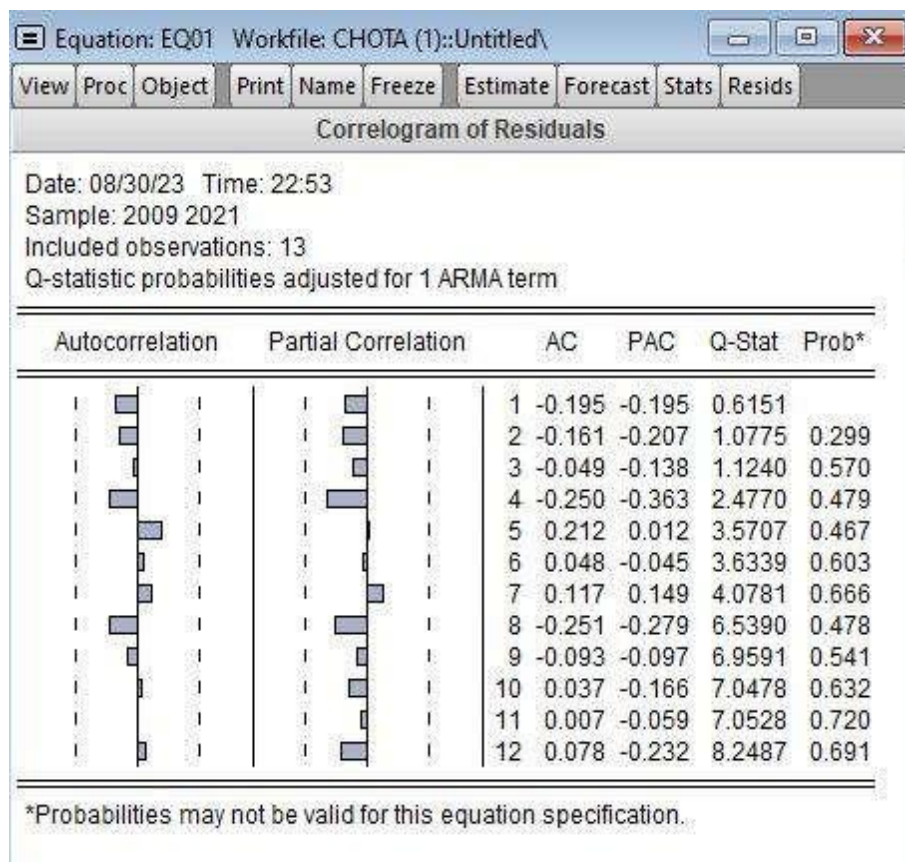 Equation: EQ01 Workfile: CHOTA (1)::Untitled\
View Proc Object Print Name Freeze Estimate Forecast Stats Resids
Correlogram of Residuals
Date: 08/30/23 Time: 22:53
Sample: 2009 2021
Included observations: 13
Q-statistic probabilities adjusted for 1 ARMA term
Autocorrelation Partial Correlation AC PAC Q-Stat Prob*
1 -0.195 -0.195 0.6151
2 -0.161 -0.207 1.0775 0.299
3 -0.049 -0.138 1.1240 0.570
4 -0.250 -0.363 2.4770 0.479
5 0.212 0.012 3.5707 0.467
6 0.048 -0.045 3.6339 0.603
7 0.117 0.149 4.0781 0.666
8 -0.251 -0.279 6.5390 0.478
9 -0.093 -0.097 6.9591 0.541
10 0.037 -0.166 7.0478 0.632
11 0.007 -0.059 7.0528 0.720
12 0.078 -0.232 8.2487 0.691
*Probabilities may not be valid for this equation specification.